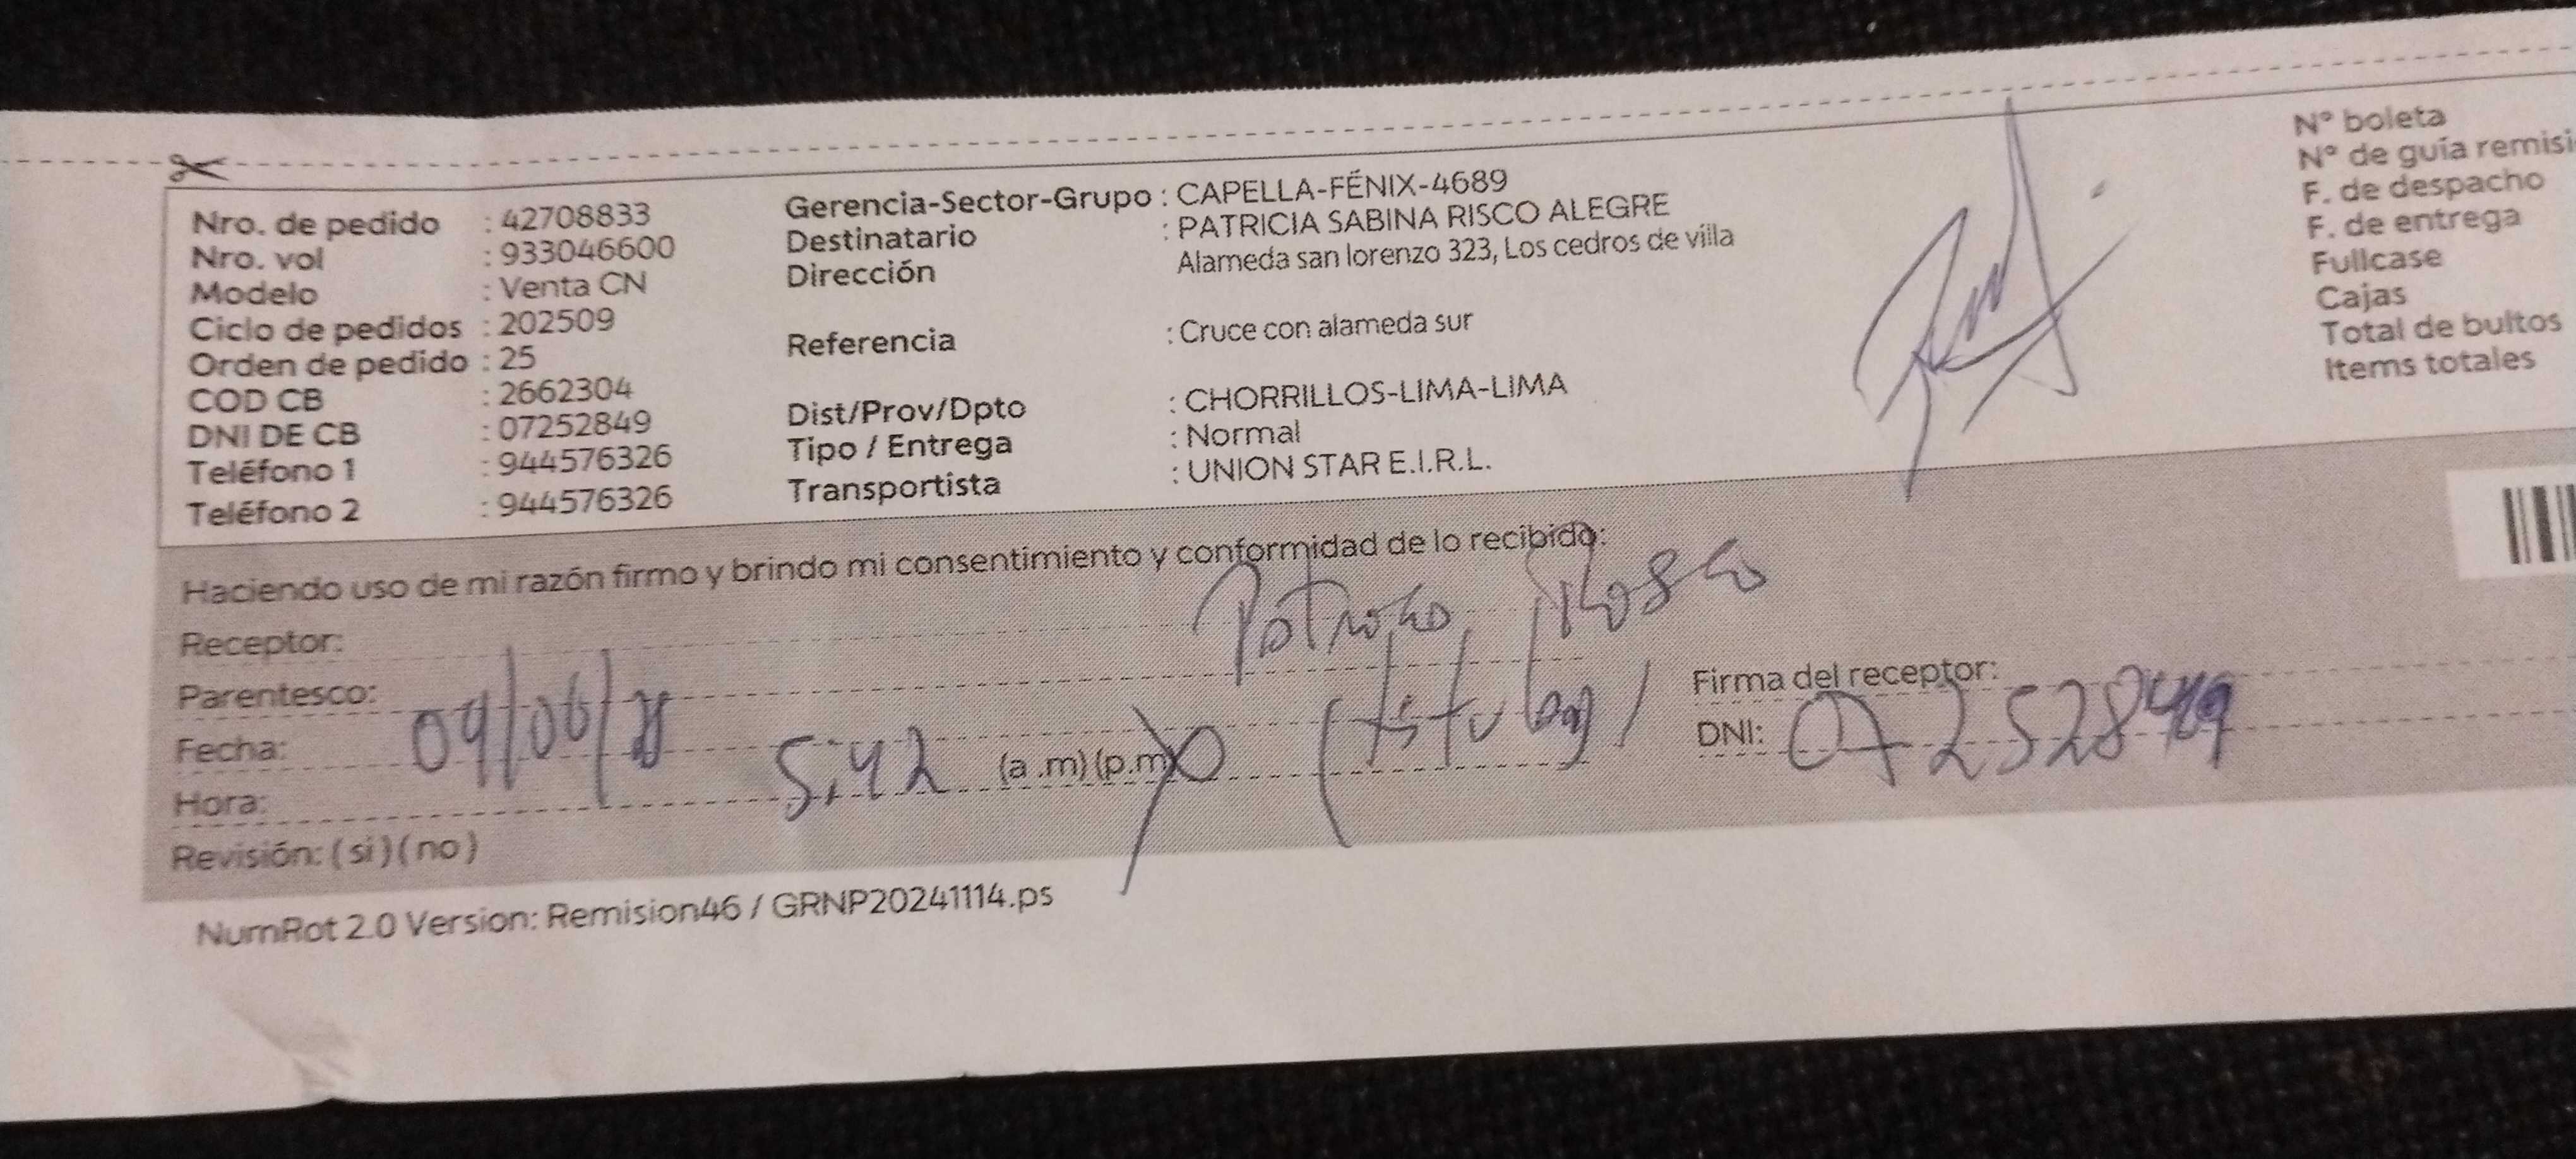 Nro. de pedido : 42708833
Nro. vol : 933046600
Modelo : Venta CN
Ciclo de pedidos : 202509
Orden de pedido : 25
COD CB : 2662304
DNI DE CB : 07252849
Teléfono 1 : 944576326
Teléfono 2 : 944576326
Gerencia-Sector-Grupo : CAPELLA-FÉNIX-4689
Destinatario : PATRICIA SABINA RISCO ALEGRE
Dirección Alameda san lorenzo 323, Los cedros de villa
Referencia : Cruce con alameda sur
Dist/Prov/Dpto : CHORRILLOS-LIMA-LIMA
Tipo / Entrega : Normal
Transportista : UNION STAR E.I.R.L.
N° boleta
N° de guía remisi
F. de despacho
F. de entrega
Fullcase
Cajas
Total de bultos
Items totales
Haciendo uso de mi razón firmo y brindo mi consentimiento y conformidad de lo recibido:
Receptor:
Parentesco:
Fecha: 09/06/
Hora: 5:42 (a.m)(p.m)
Revisión: (si)(no)
Firma del receptor:
DNI: 07252849
NumRot 2.0 Version: Remision46 / GRNP20241114.ps